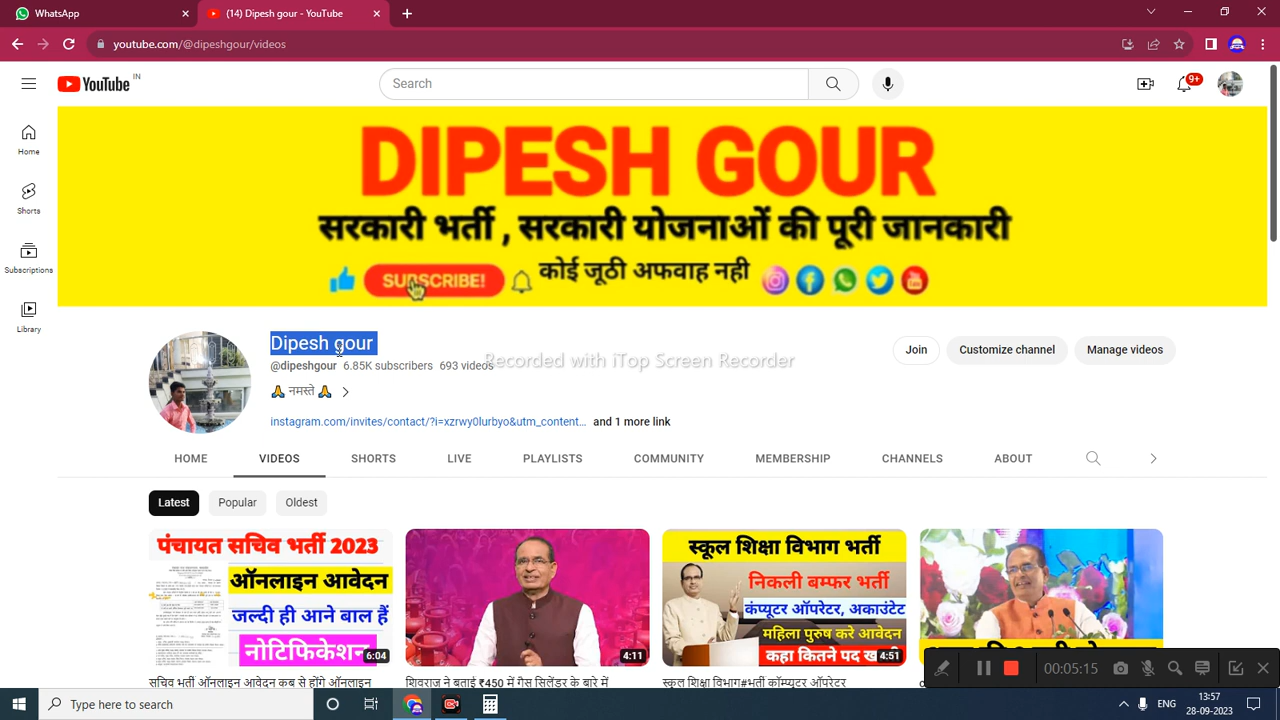 WhatsApp
(14) Dipesh gour - YouTube
youtube.com/@dipeshgour/videos
YouTube IN
Search
9+
Home
Shorts
Subscriptions
Library
DIPESH GOUR
सरकारी भर्ती , सरकारी योजनाओं की पूरी जानकारी
SUBSCRIBE!
कोई जूठी अफवाह नही
Dipesh gour
@dipeshgour 6.85K subscribers 693 videos
Recorded with iTop Screen Recorder
Join
Customize channel
Manage videos
🙏 नमस्ते 🙏
instagram.com/invites/contact/?i=xzrwy0lurbyo&utm_content... and 1 more link
HOME
VIDEOS
SHORTS
LIVE
PLAYLISTS
COMMUNITY
MEMBERSHIP
CHANNELS
ABOUT
Latest
Popular
Oldest
पंचायत सचिव भर्ती 2023
ऑनलाइन आवेदन
जल्दी ही आने वाल हैं
नोटिफिकेशन
6:04
4:11
स्कूल शिक्षा विभाग भर्ती
निकली बम्फर भर्ती
कंप्यूटर ऑपरेटर, अकाउंटेंट
महिला पुरुष करे आवेदन
कहा कितने पद
4:51
सचिव भर्ती ऑनलाइन आवेदन कब से होंगे ऑनलाइन
शिवराज ने बताई ₹450 में गैस सिलेंडर के बारे में
स्कूल शिक्षा विभाग#भर्ती कॉम्प्यूटर ऑपरेटर
00:05:15
Type here to search
ENG
13:57
28-09-2023